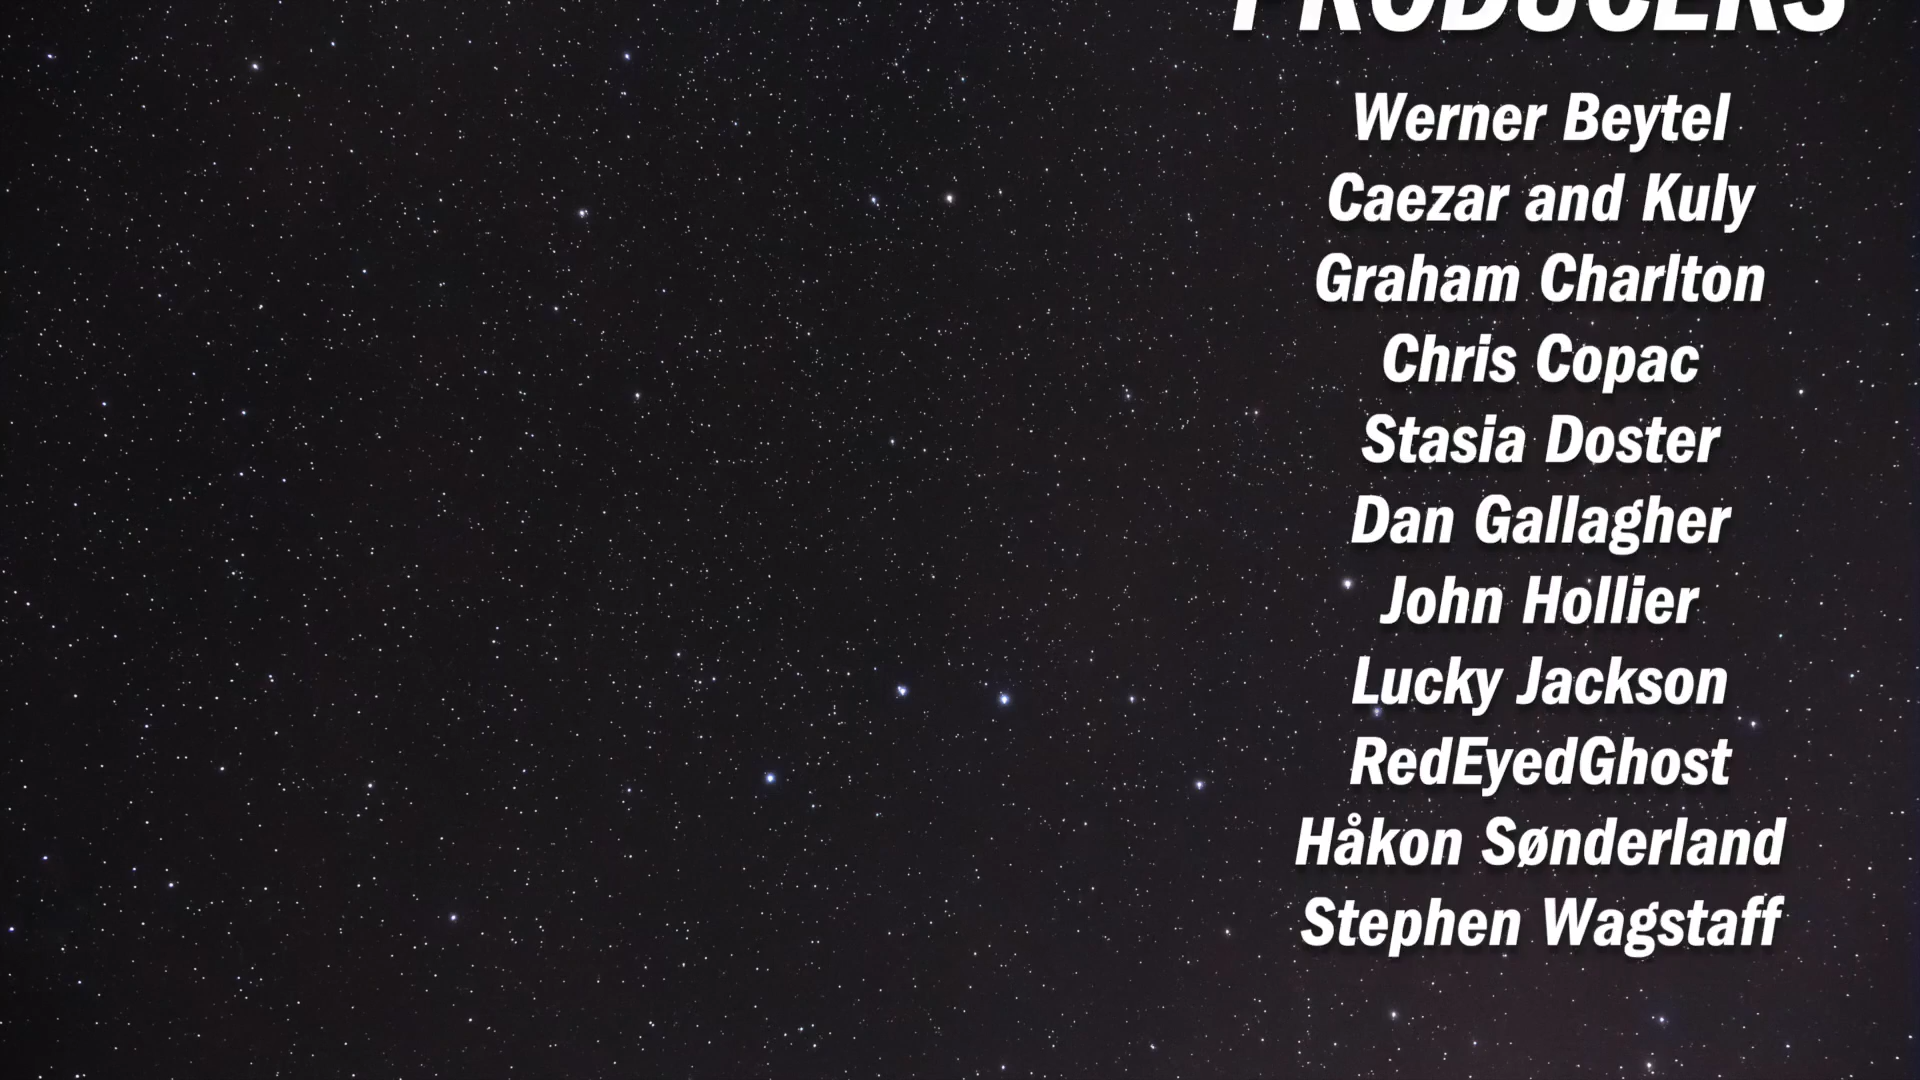 PRODUCERS
Werner Beytel
Caezar and Kuly
Graham Charlton
Chris Copac
Stasia Doster
Dan Gallagher
John Hollier
Lucky Jackson
RedEyedGhost
Håkon Sønderland
Stephen Wagstaff